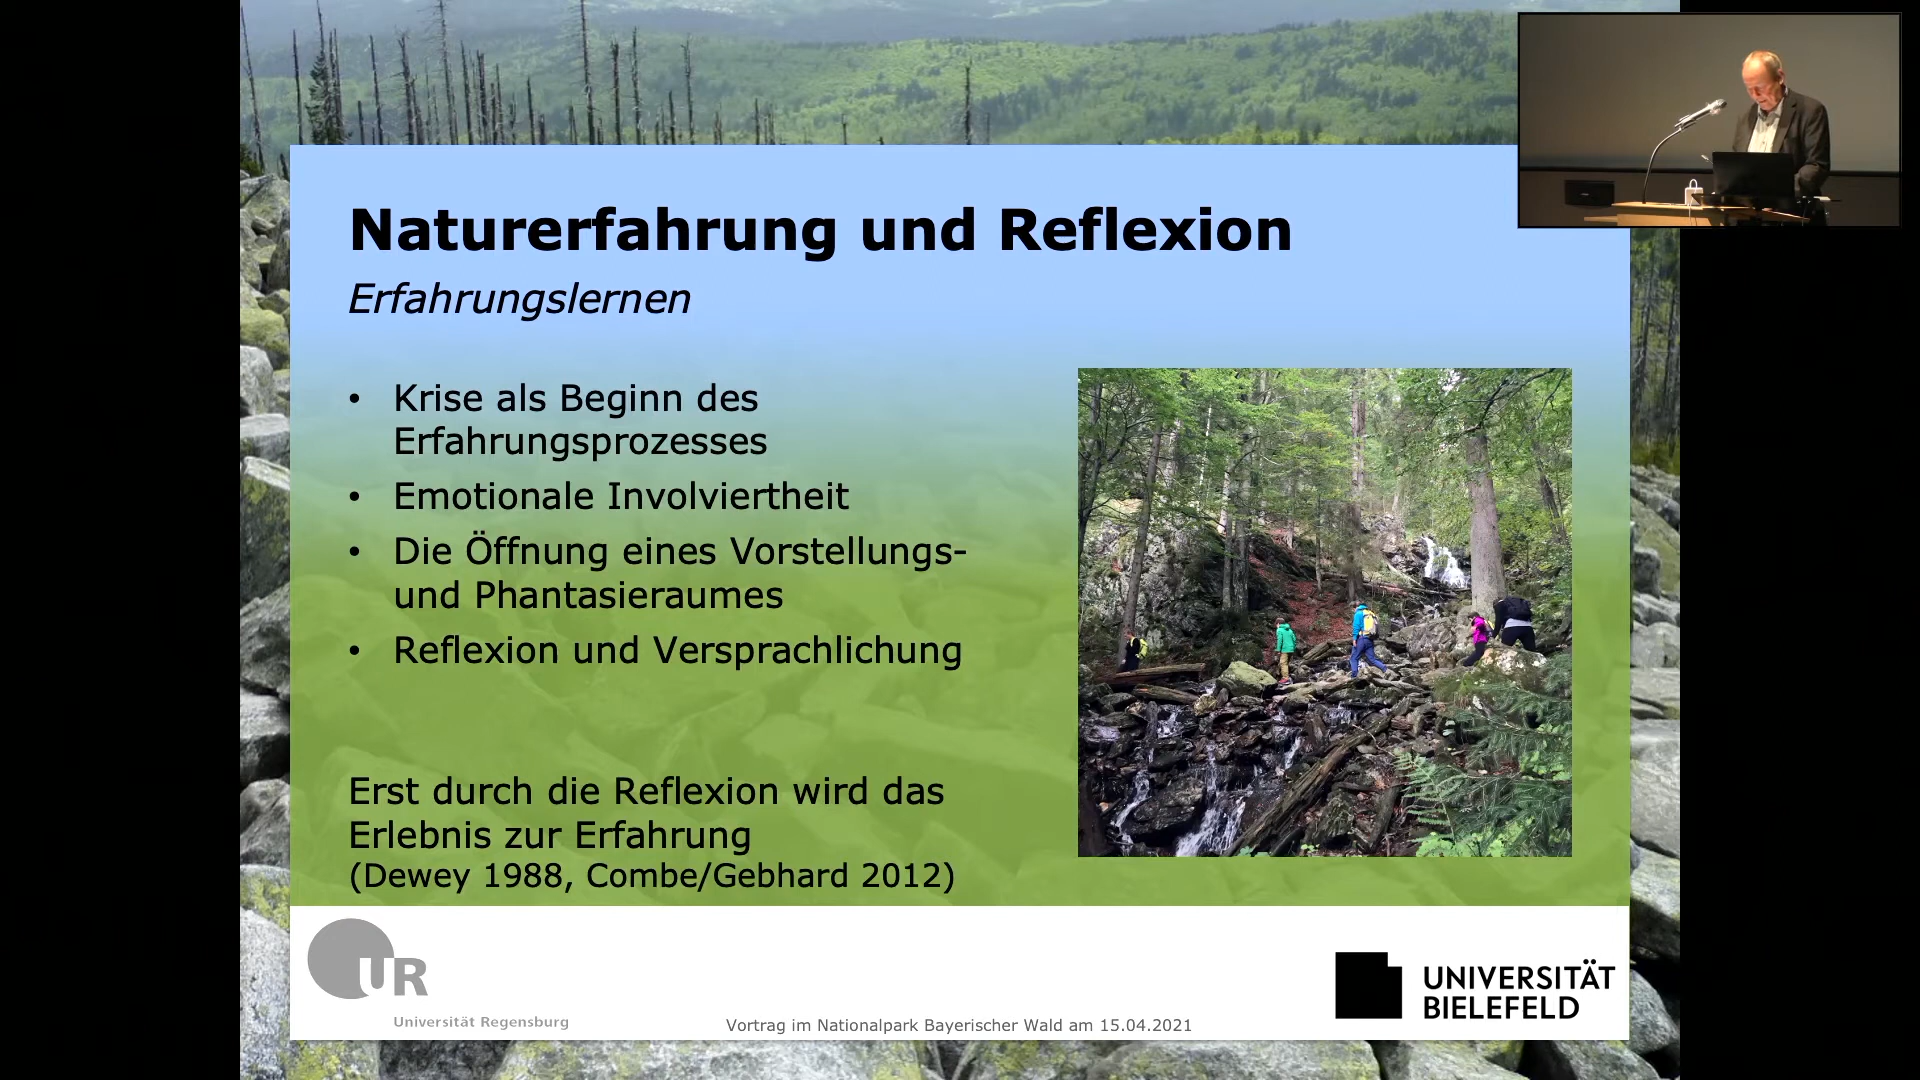 Naturerfahrung und Reflexion
Erfahrungslernen
• Krise als Beginn des
Erfahrungsprozesses
• Emotionale Involviertheit
• Die Öffnung eines Vorstellungs-
und Phantasieraumes
• Reflexion und Versprachlichung
Erst durch die Reflexion wird das
Erlebnis zur Erfahrung
(Dewey 1988, Combe/Gebhard 2012)
UR
Universität Regensburg
Vortrag im Nationalpark Bayerischer Wald am 15.04.2021
UNIVERSITÄT
BIELEFELD